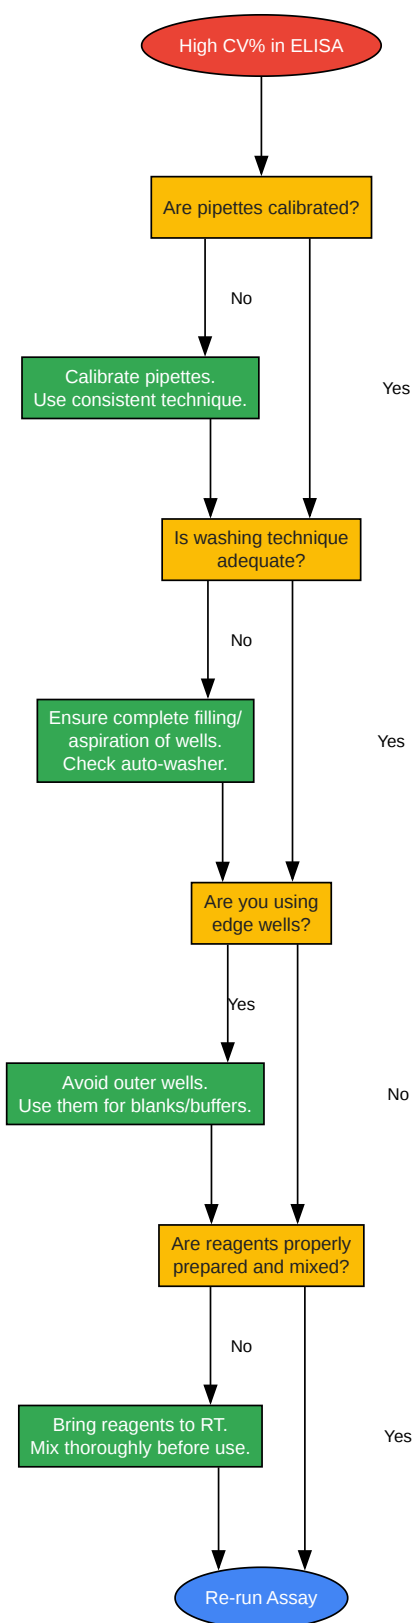 High CV% in ELISA
Are pipettes calibrated?
No
Calibrate pipettes.
Use consistent technique.
Yes
Is washing technique
adequate?
No
Ensure complete filling/
aspiration of wells.
Check auto-washer.
Yes
Are you using
edge wells?
Yes
Avoid outer wells.
Use them for blanks/buffers.
No
Are reagents properly
prepared and mixed?
No
Bring reagents to RT.
Mix thoroughly before use.
Yes
Re-run Assay